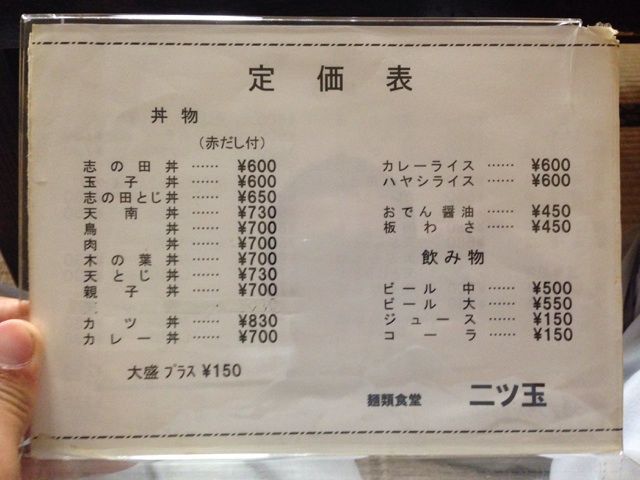 定価表
丼物
(赤だし付)
志の田丼 …… ¥600
玉子丼 …… ¥600
志の田とじ丼 …… ¥650
天南丼 …… ¥730
鳥丼 …… ¥700
肉丼 …… ¥700
木の葉丼 …… ¥700
天とじ丼 …… ¥730
親子丼 …… ¥700
カツ丼 …… ¥830
カレー丼 …… ¥700
大盛プラス ¥150
カレーライス …… ¥600
ハヤシライス …… ¥600
おでん醤油 …… ¥450
板わさ …… ¥450
飲み物
ビール中 …… ¥500
ビール大 …… ¥550
ジュース …… ¥150
コーラ …… ¥150
麺類食堂 二ツ玉